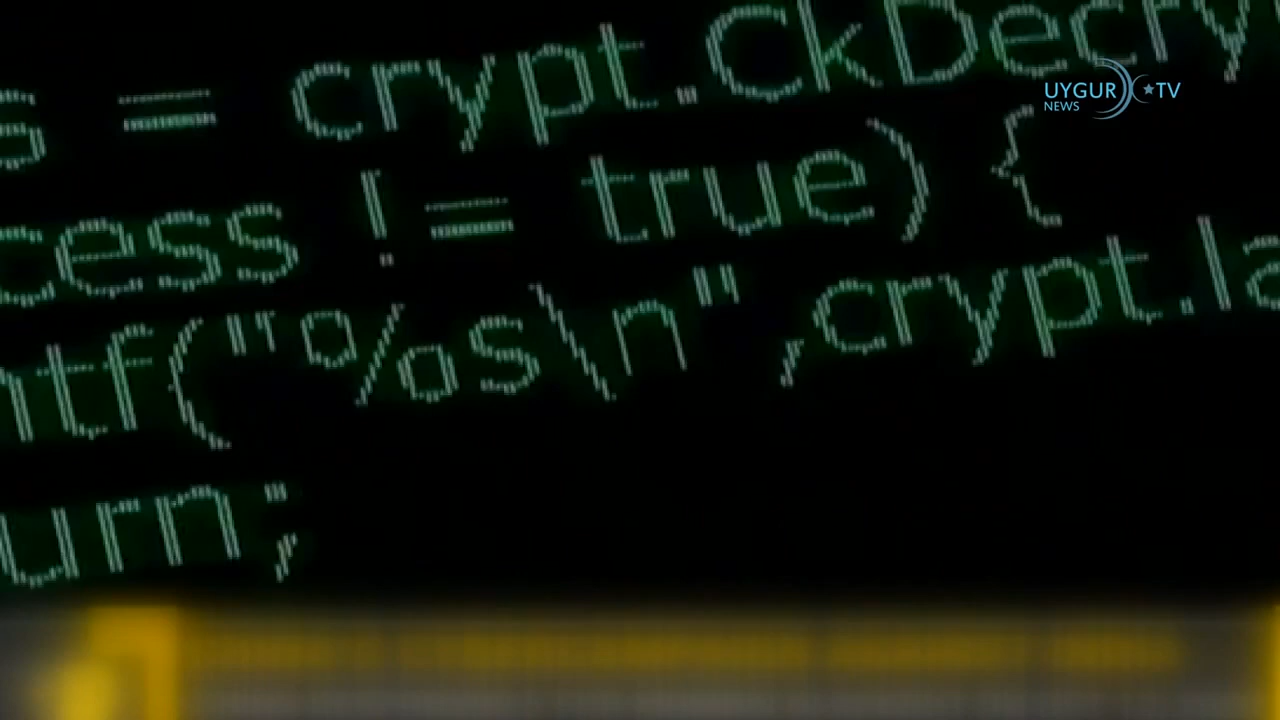 s = crypt.CkDecry
cess != true) {
ntf("%s\n",crypt.la
urn;
UYGUR TV
NEWS